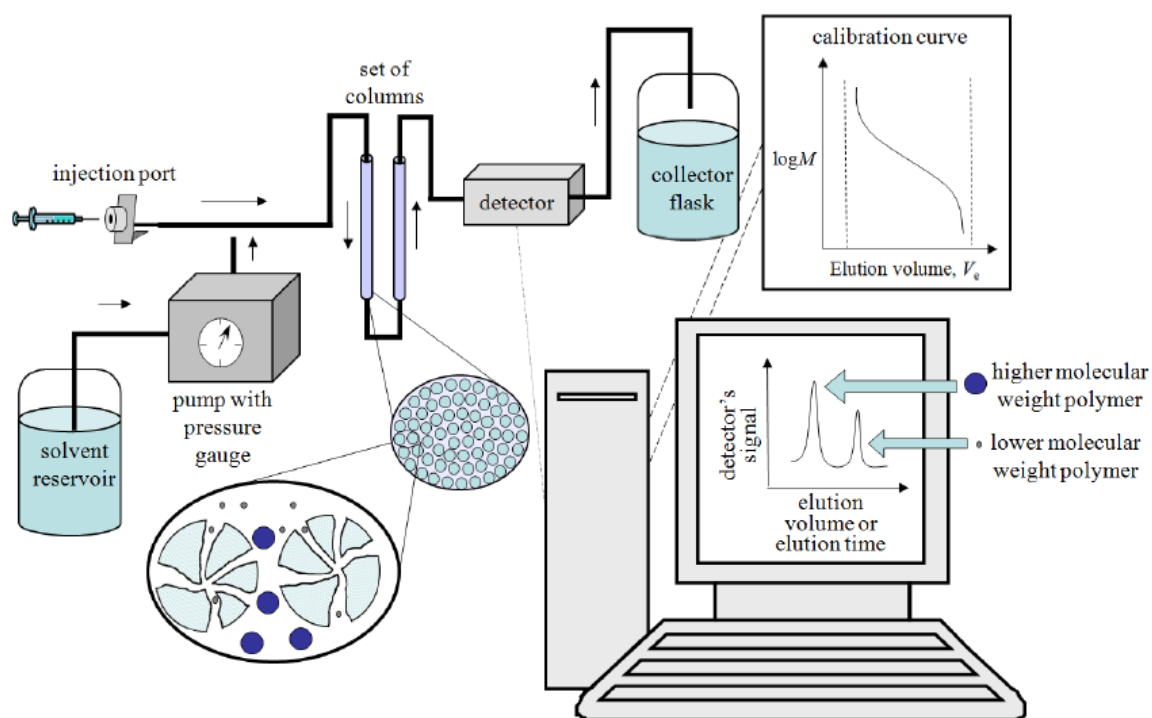 calibration curve
logM
Elution volume, Ve
set of
columns
injection port
detector
collector
flask
pump with
pressure
gauge
solvent
reservoir
detector's
signal
elution
volume or
elution time
higher molecular
weight polymer
lower molecular
weight polymer